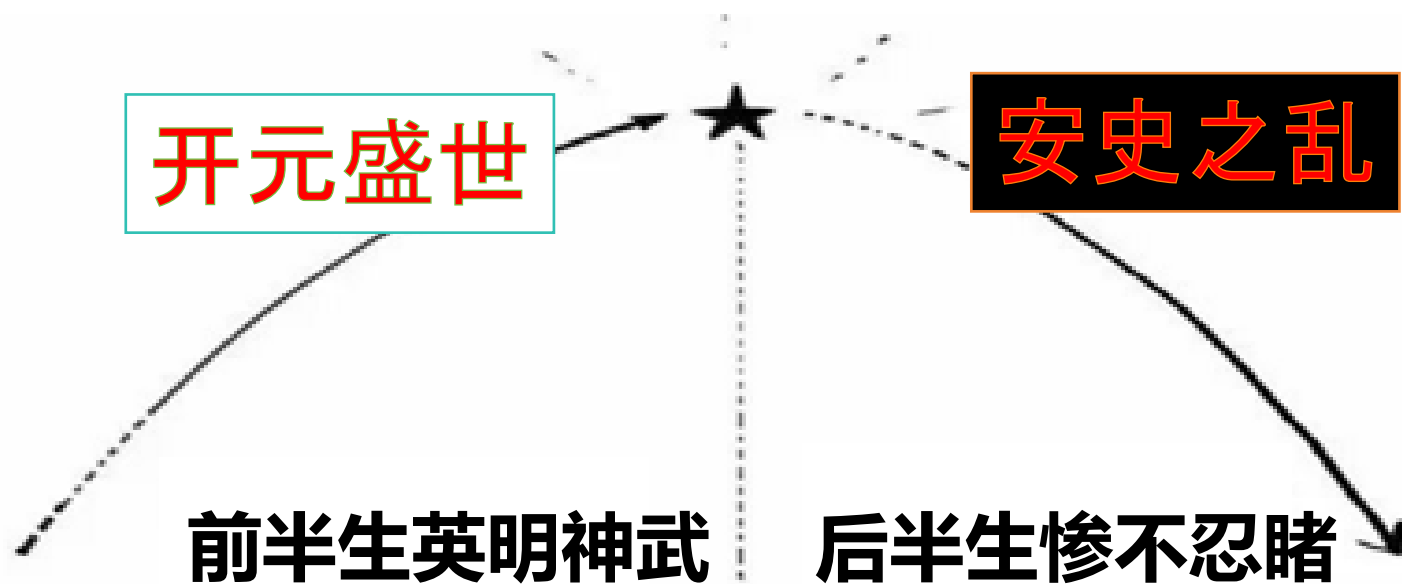 开元盛世
安史之乱
前半生英明神武
后半生惨不忍睹